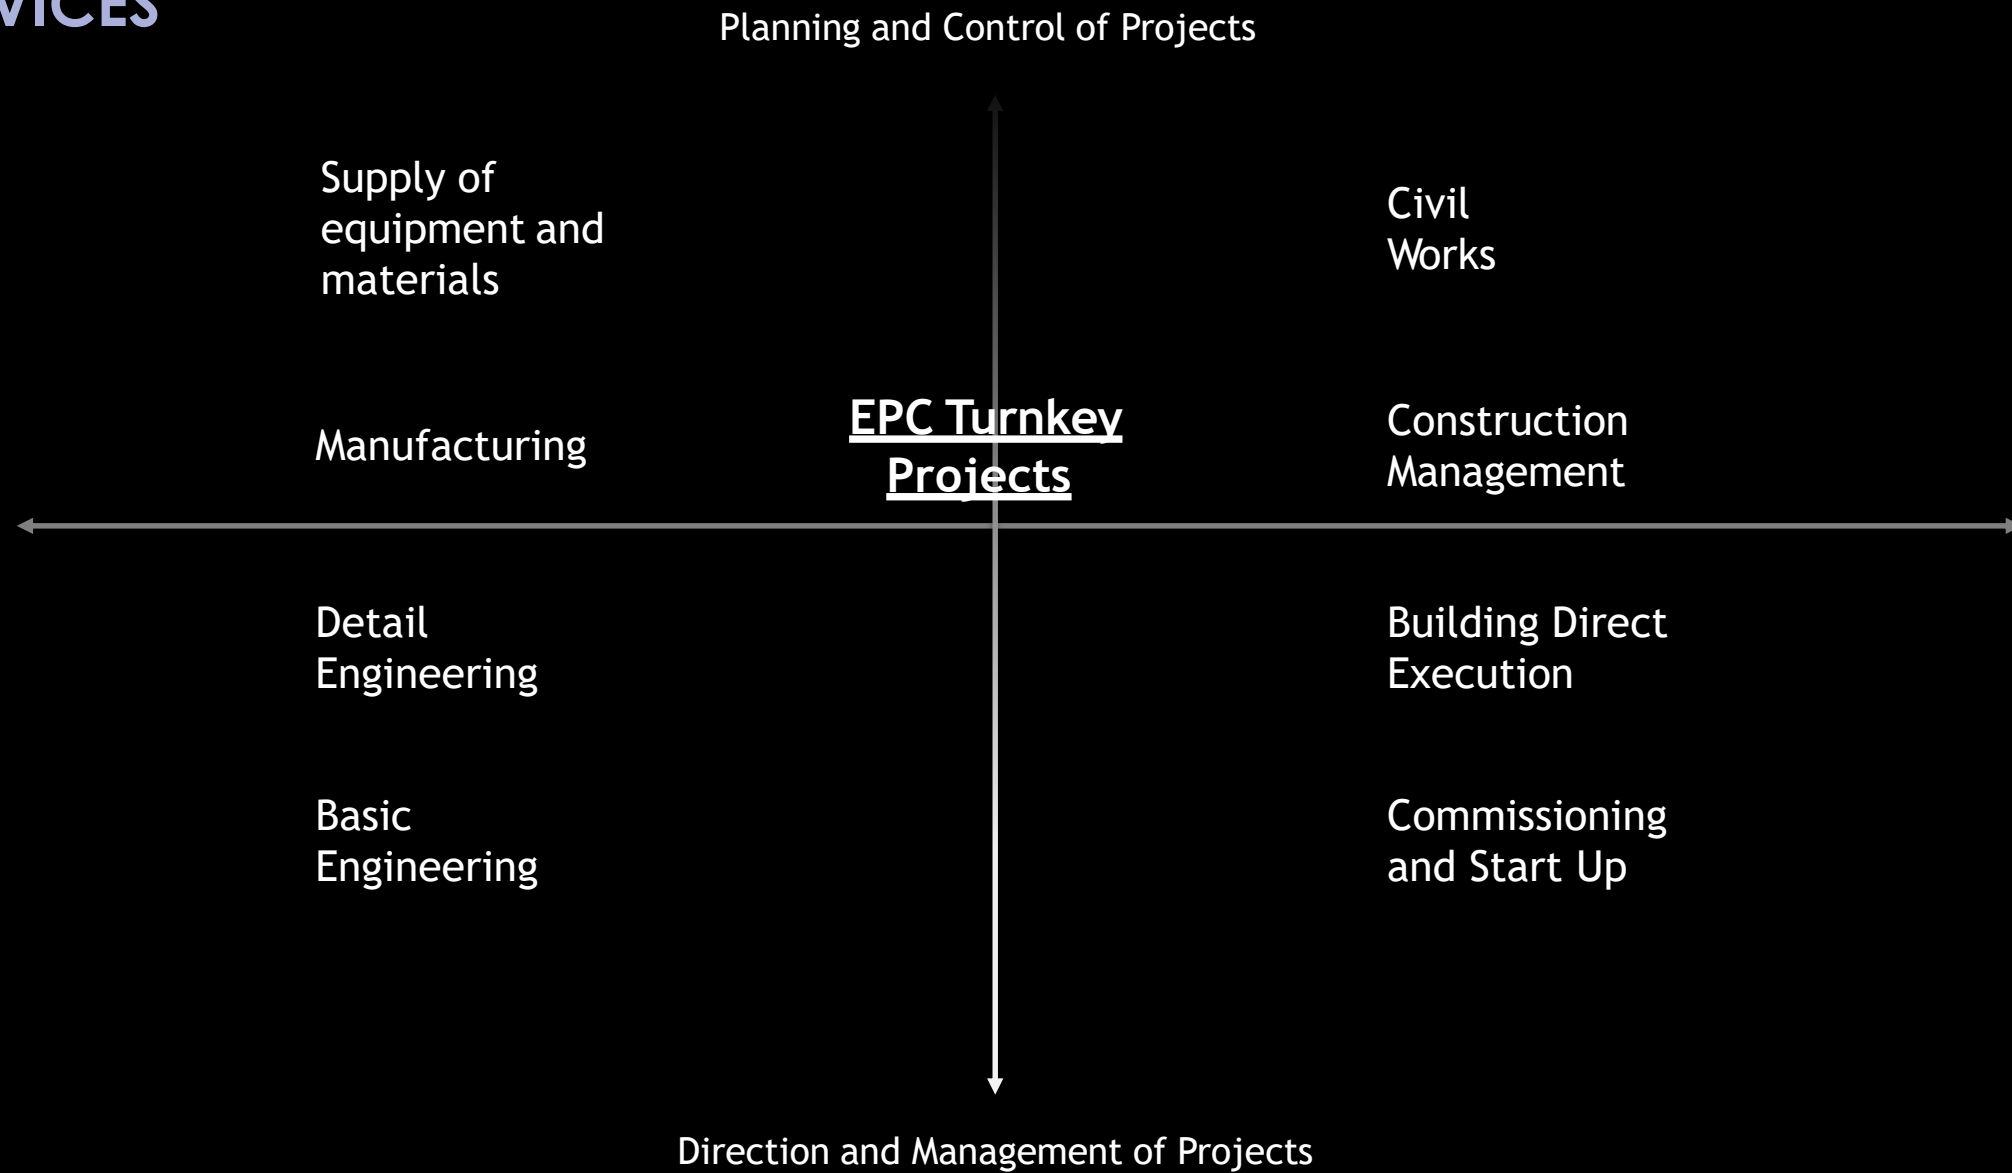 VICES
Planning and Control of Projects
Supply of
equipment and
materials
Civil
Works
Manufacturing
EPC Turnkey
Projects
Construction
Management
Detail
Engineering
Building Direct
Execution
Basic
Engineering
Commissioning
and Start Up
Direction and Management of Projects